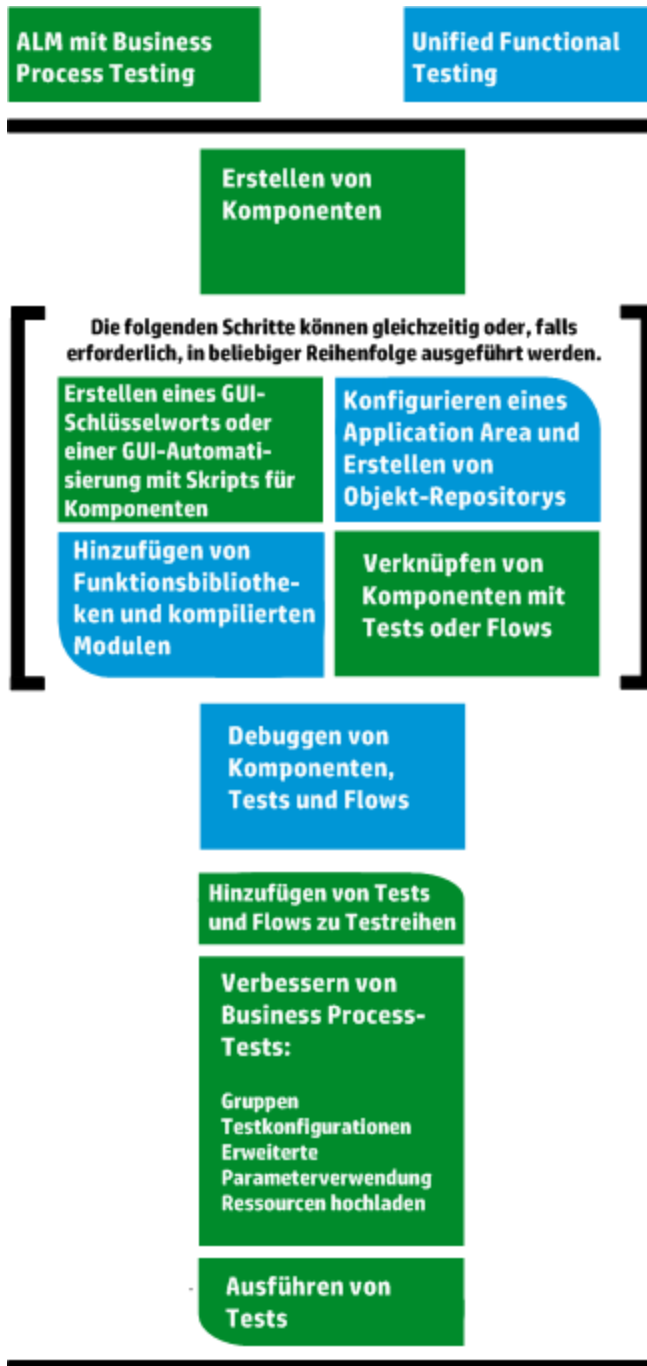 ALM mit Business
Process Testing
Unified Functional
Testing
Erstellen von
Komponenten
Die folgenden Schritte können gleichzeitig oder, falls
erforderlich, in beliebiger Reihenfolge ausgeführt werden.
Erstellen eines GUI-
Schlüsselworts oder
einer GUI-Automati-
sierung mit Skripts für
Komponenten
Konfigurieren eines
Application Area und
Erstellen von
Objekt-Repositorys
Hinzufügen von
Funktionsbibliothe-
ken und kompilierten
Modulen
Verknüpfen von
Komponenten mit
Tests oder Flows
Debuggen von
Komponenten,
Tests und Flows
Hinzufügen von Tests
und Flows zu Testreihen
Verbessern von
Business Process-
Tests:
Gruppen
Testkonfigurationen
Erweiterte
Parameterverwendung
Ressourcen hochladen
Ausführen von
Tests